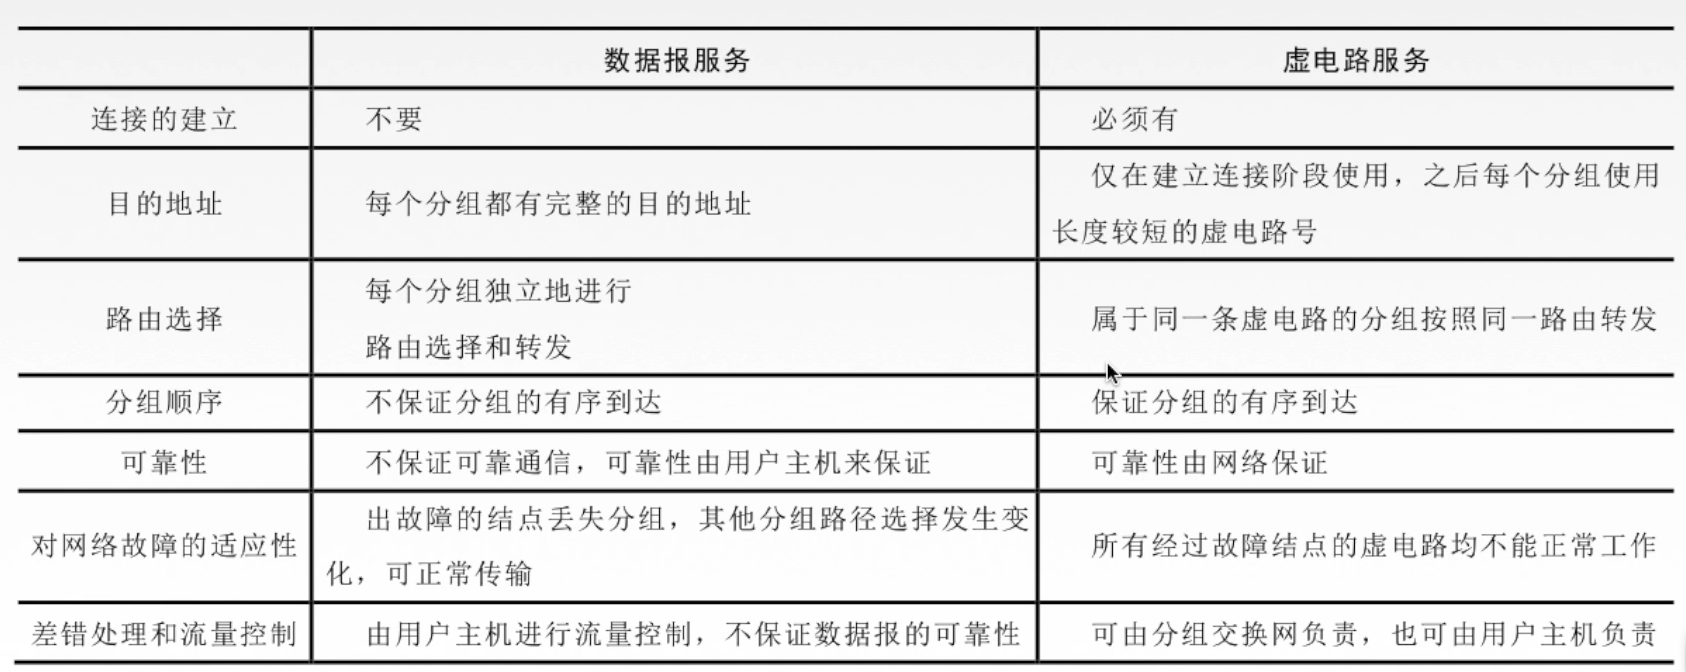 数据报服务
虚电路服务
连接的建立
不要
必须有
目的地址
每个分组都有完整的目的地址
仅在建立连接阶段使用，之后每个分组使用
长度较短的虚电路号
路由选择
每个分组独立地进行
路由选择和转发
属于同一条虚电路的分组按照同一路由转发
分组顺序
不保证分组的有序到达
保证分组的有序到达
可靠性
不保证可靠通信，可靠性由用户主机来保证
可靠性由网络保证
对网络故障的适应性
出故障的结点丢失分组，其他分组路径选择发生变
化，可正常传输
所有经过故障结点的虚电路均不能正常工作
差错处理和流量控制
由用户主机进行流量控制，不保证数据报的可靠性
可由分组交换网负责，也可由用户主机负责